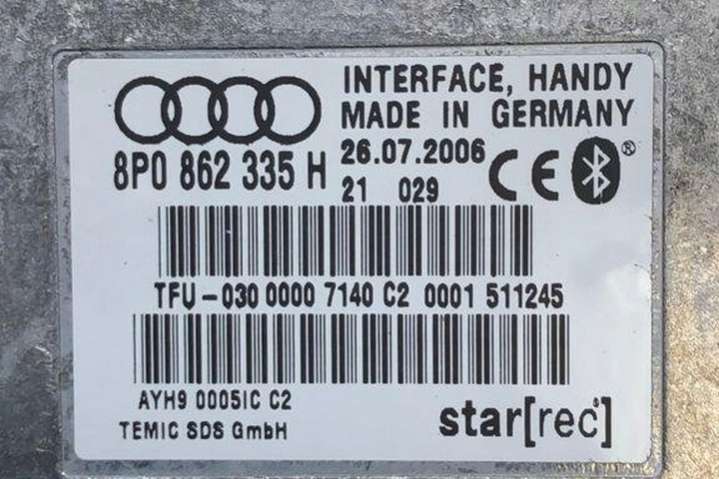 INTERFACE, HANDY
MADE IN GERMANY
8P0 862 335 H
26.07.2006
21 029
CE
®
TFU-030 0000 7140 C2 0001 511245
AYH9 0005IC C2
TEMIC SDS GmbH
star[rec]